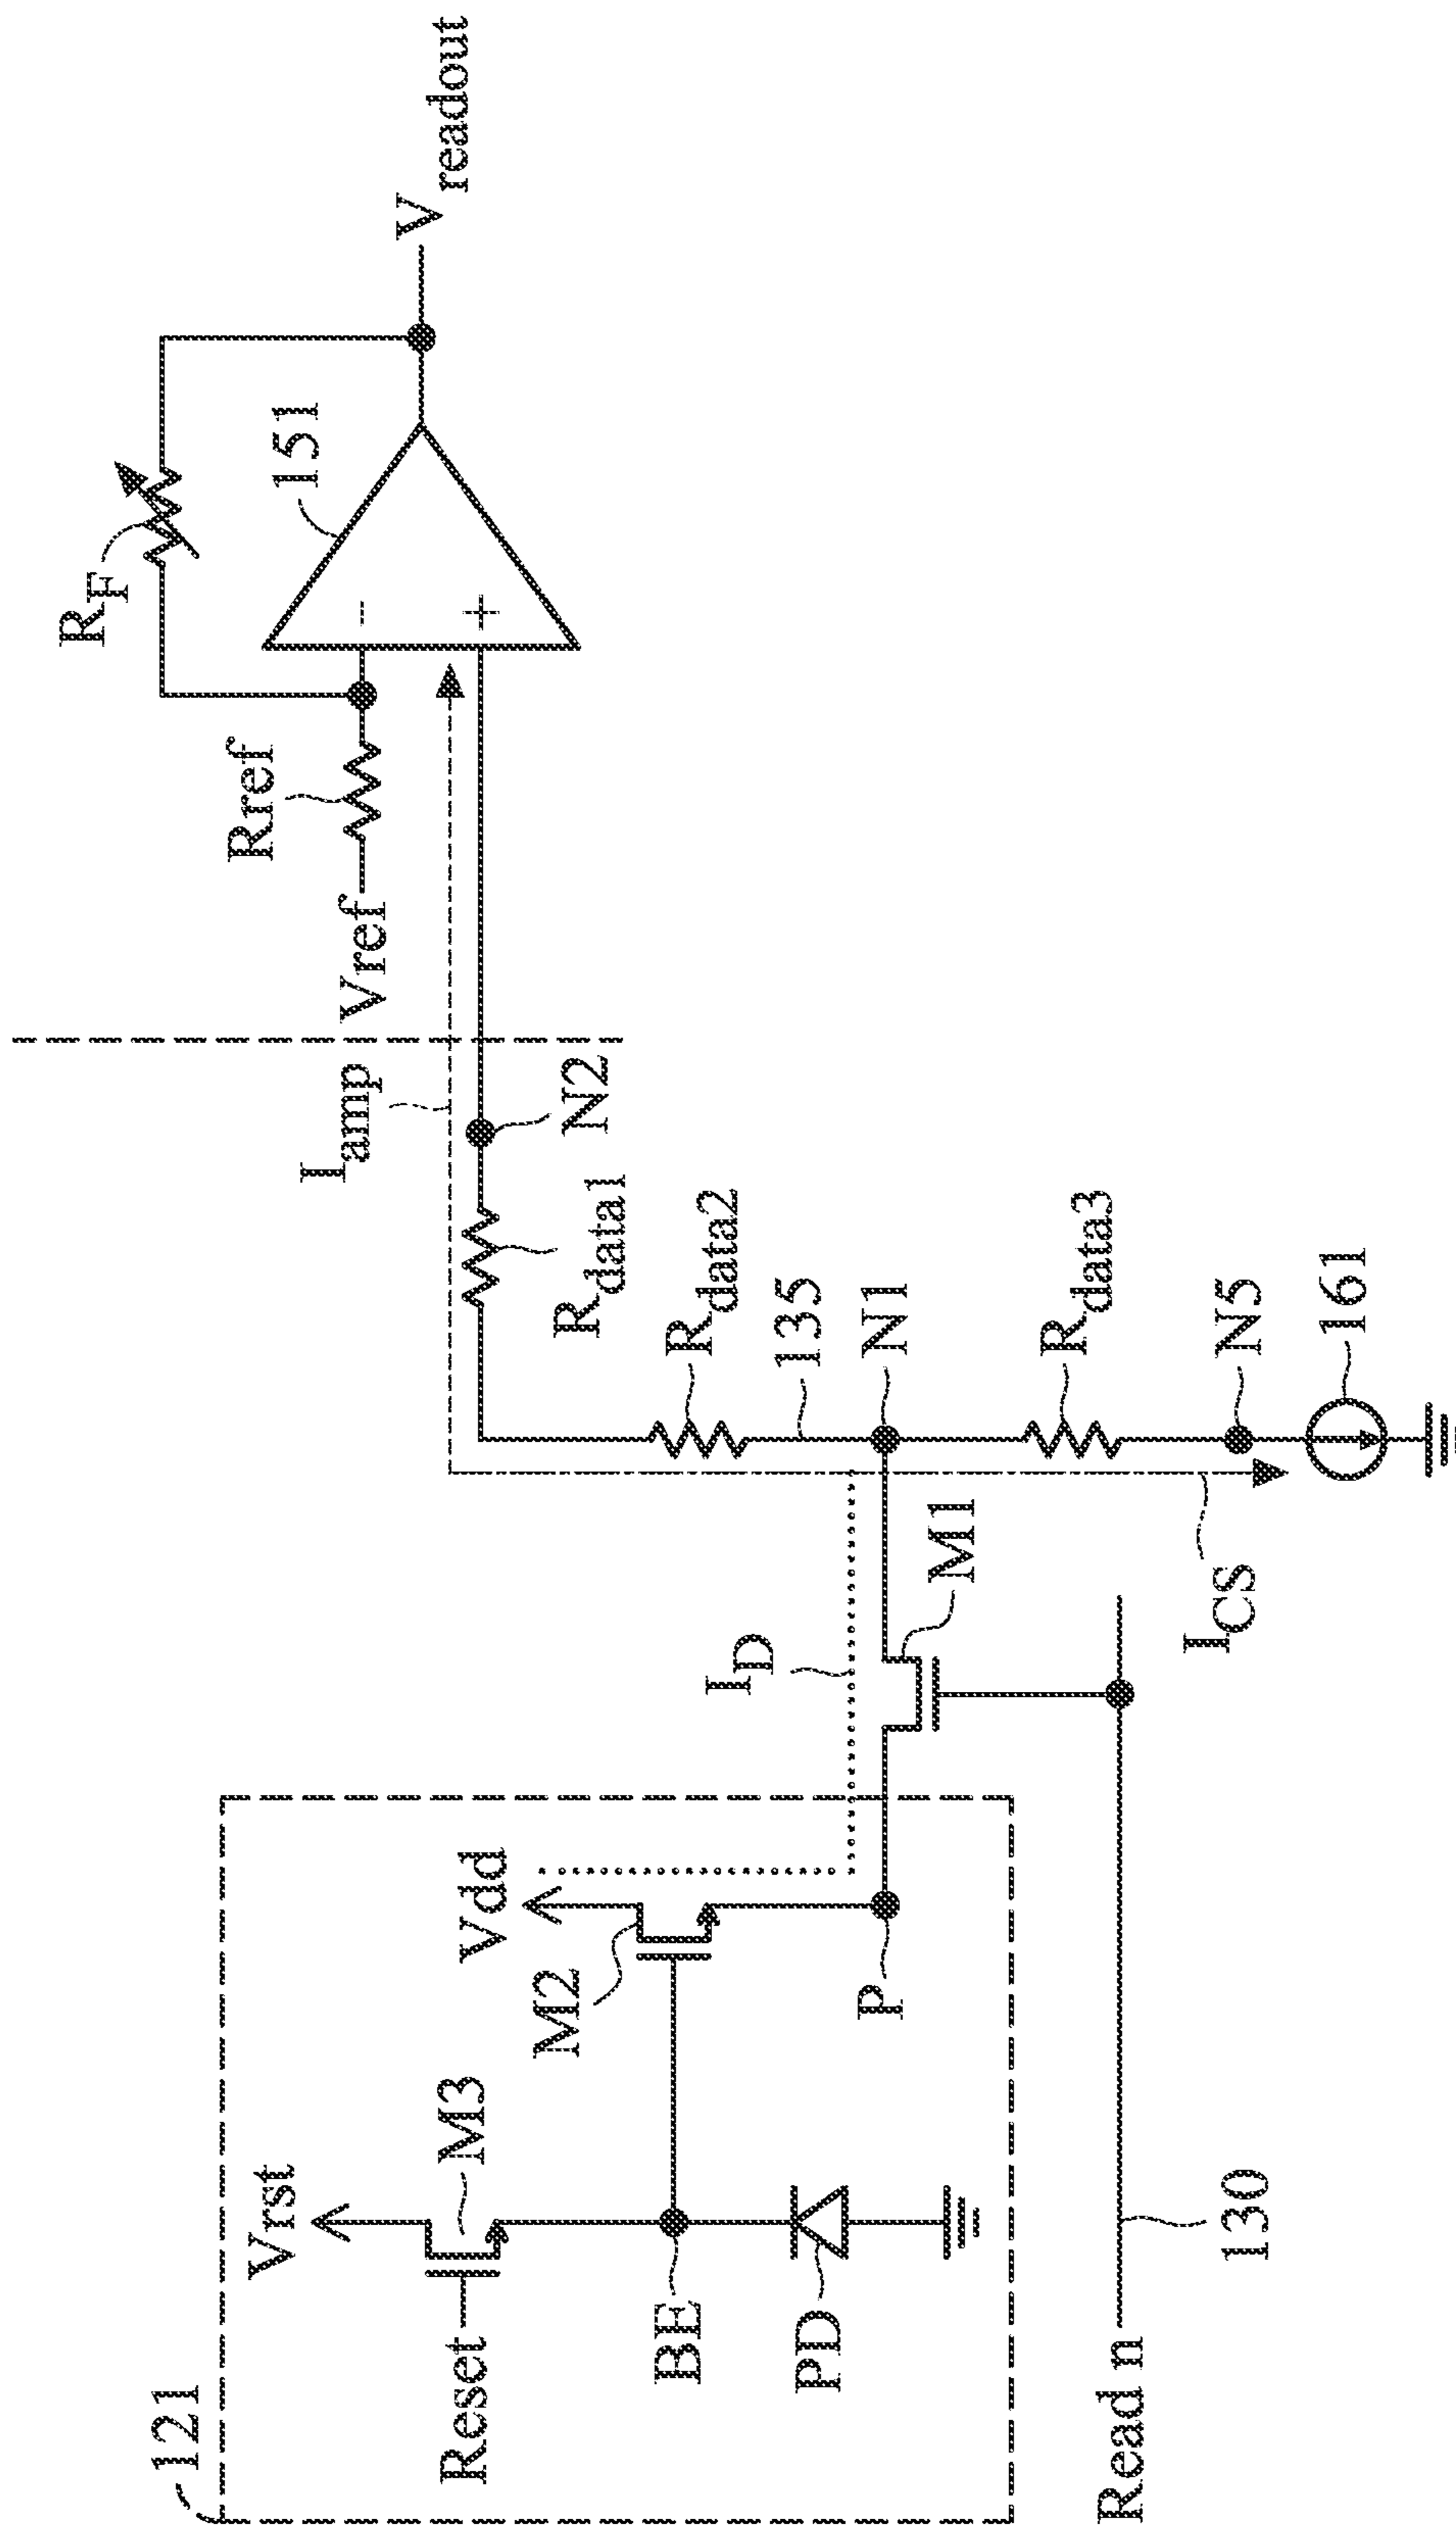 121
Vrst
Reset
M3
BE
PD
Vdd
M2
P
I_D
M1
Read n
130
I_CS
R_data2
135
N1
R_data3
N5
161
R_data1
N2
I_amp
Vref
Rref
R_F
151
−
+
V_readout